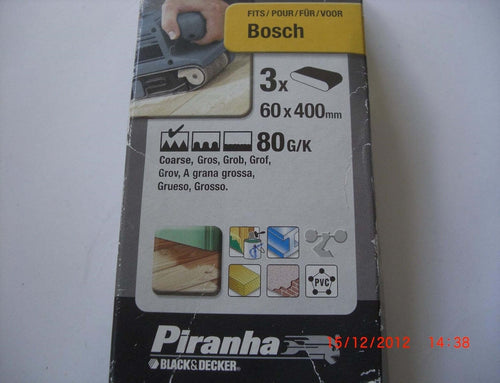 FITS/POUR/FÜR/VOOR
Bosch
3x
60 x 400mm
80 G/K
Coarse, Gros, Grob, Grof,
Grov, A grana grossa,
Grueso, Grosso.
PVC
Piranha
BLACK&DECKER
15/12/2012 14:38